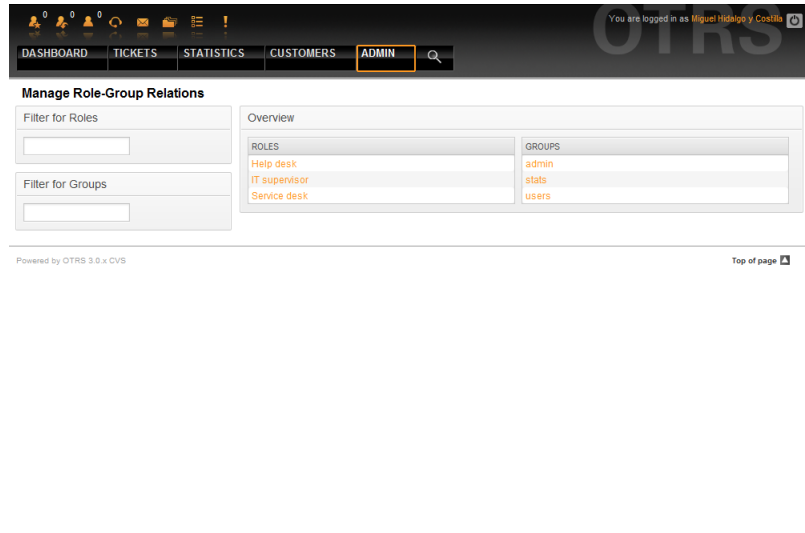 0 0 0
You are logged in as Miguel Hidalgo y Costilla
OTRS
DASHBOARD TICKETS STATISTICS CUSTOMERS ADMIN
Manage Role-Group Relations
Filter for Roles
Filter for Groups
Overview
ROLES GROUPS
Help desk admin
IT supervisor stats
Service desk users
Powered by OTRS 3.0.x CVS
Top of page